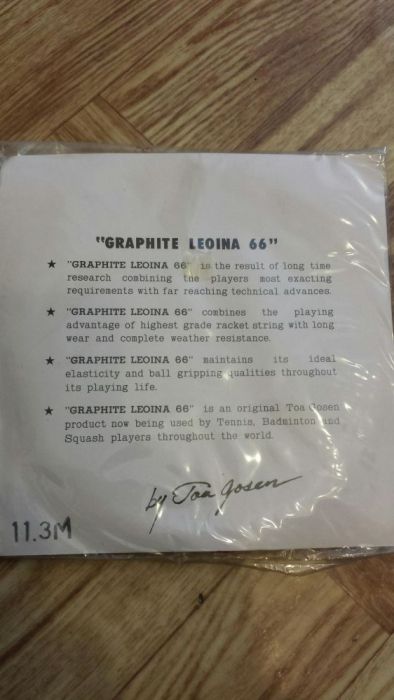 "GRAPHITE LEOINA 66"
★ "GRAPHITE LEOINA 66" is the result of long time
research combining the players most exacting
requirements with far reaching technical advances.
★ "GRAPHITE LEOINA 66" combines the playing
advantage of highest grade racket string with long
wear and complete weather resistance.
★ "GRAPHITE LEOINA 66" maintains its ideal
elasticity and ball gripping qualities throughout
its playing life.
★ "GRAPHITE LEOINA 66" is an original Toa Gosen
product now being used by Tennis, Badminton and
Squash players throughout the world.
by Toa Gosen
11.3M